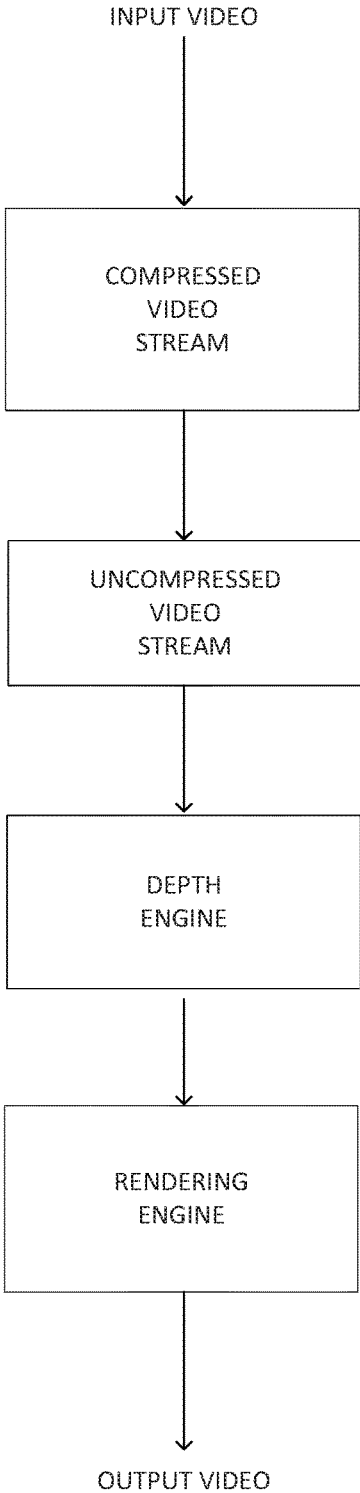 INPUT VIDEO
COMPRESSED
VIDEO
STREAM
UNCOMPRESSED
VIDEO
STREAM
DEPTH
ENGINE
RENDERING
ENGINE
OUTPUT VIDEO